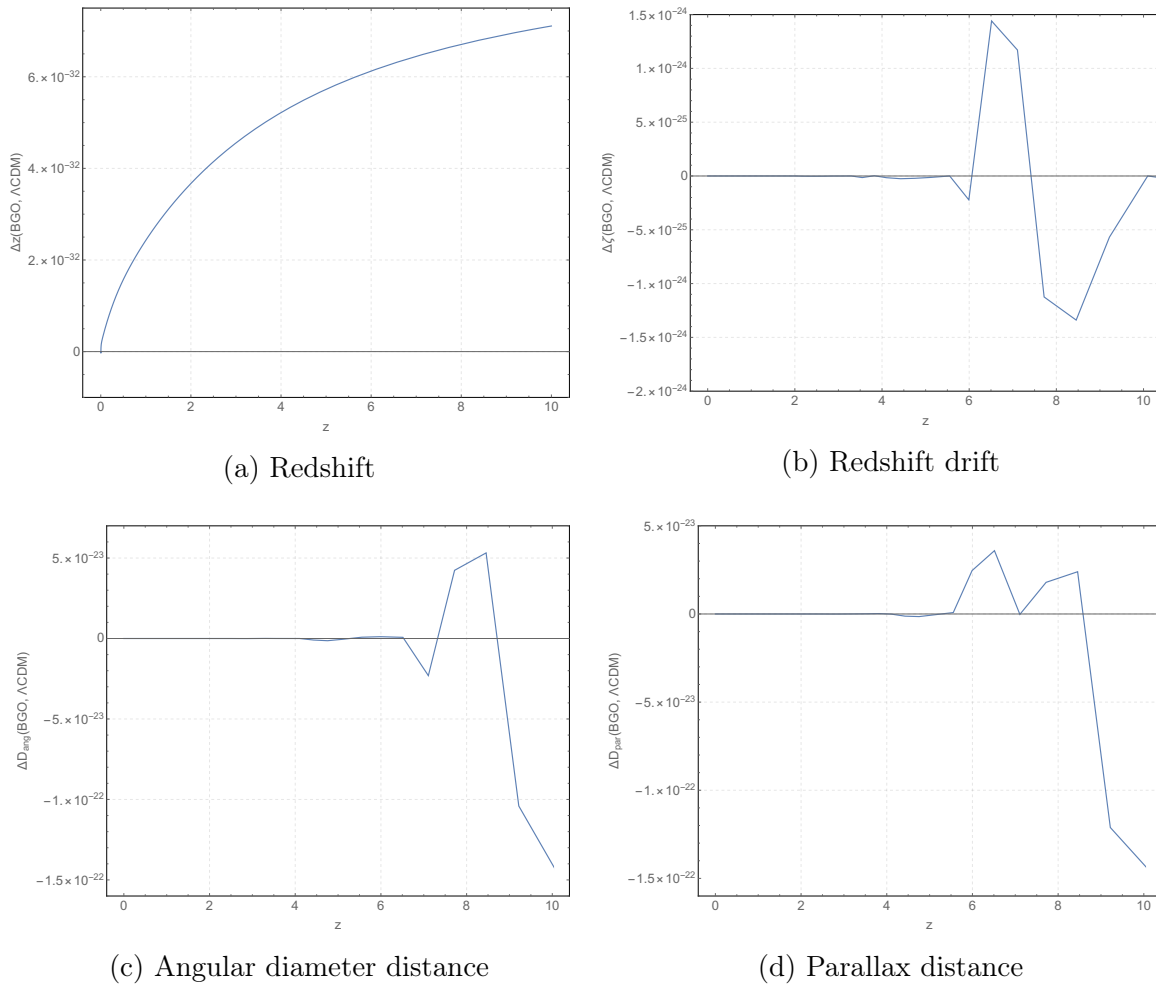 6.×10⁻³²
4.×10⁻³²
2.×10⁻³²
0
Δz(BGO, ΛCDM)
0 2 4 6 8 10
z
(a) Redshift
1.5×10⁻²⁴
1.×10⁻²⁴
5.×10⁻²⁵
0
-5.×10⁻²⁵
-1.×10⁻²⁴
-1.5×10⁻²⁴
-2.×10⁻²⁴
Δζ(BGO, ΛCDM)
0 2 4 6 8 10
z
(b) Redshift drift
5.×10⁻²³
0
-5.×10⁻²³
-1.×10⁻²²
-1.5×10⁻²²
ΔD_ang(BGO, ΛCDM)
0 2 4 6 8 10
z
(c) Angular diameter distance
5.×10⁻²³
0
-5.×10⁻²³
-1.×10⁻²²
-1.5×10⁻²²
ΔD_par(BGO, ΛCDM)
0 2 4 6 8 10
z
(d) Parallax distance